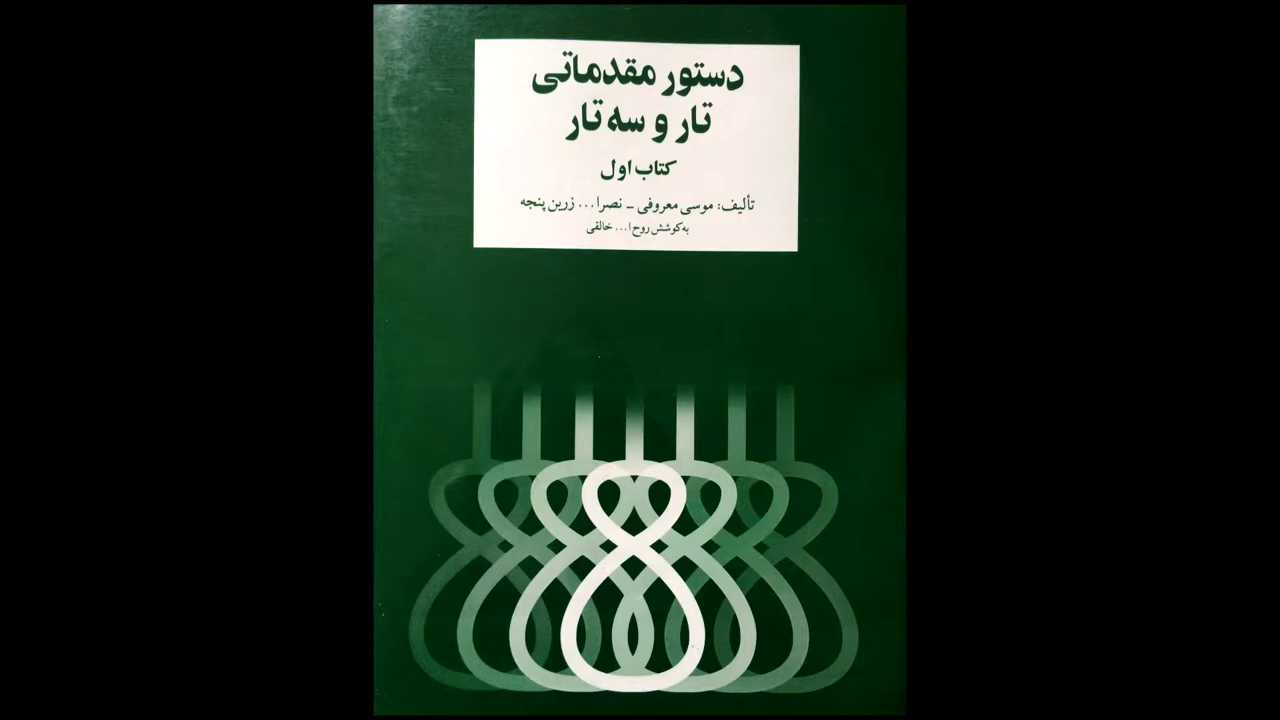 دستور مقدماتی
تار و سه تار
کتاب اول
تألیف: موسی معروفی ـ نصرا... زرین پنجه
به کوشش روح ا... خالقی